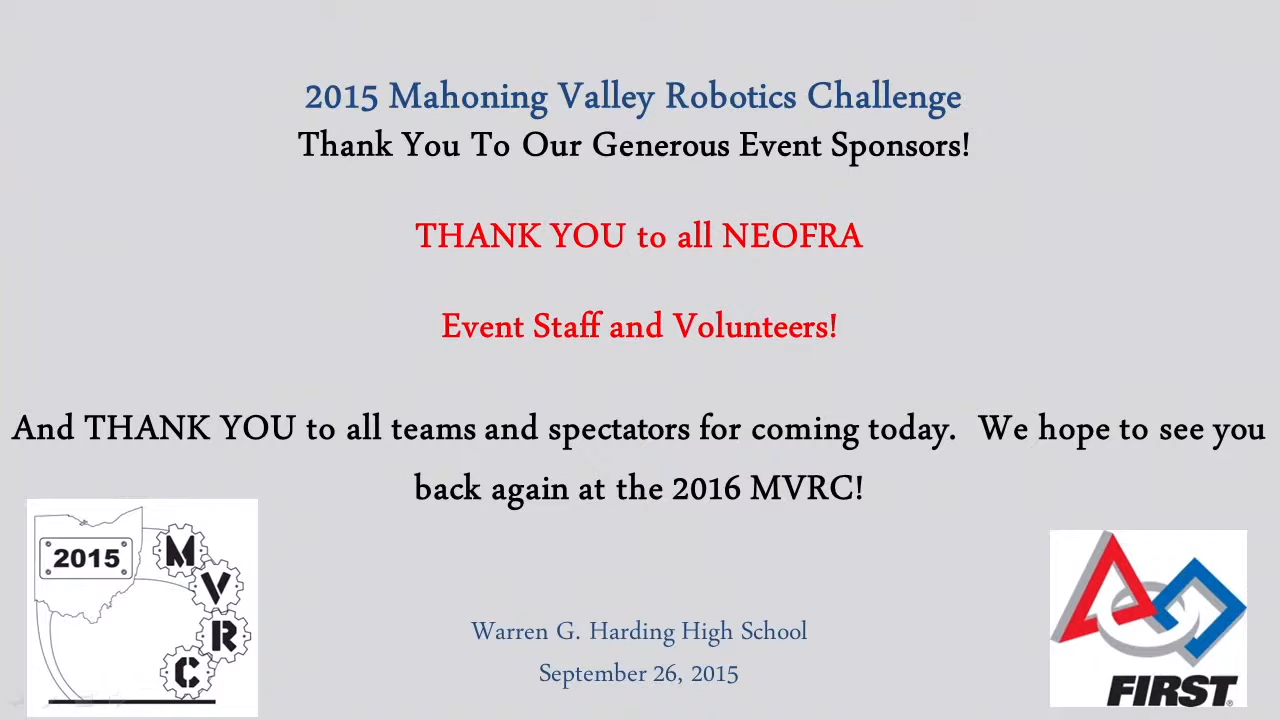 2015 Mahoning Valley Robotics Challenge
Thank You To Our Generous Event Sponsors!
THANK YOU to all NEOFRA
Event Staff and Volunteers!
And THANK YOU to all teams and spectators for coming today.  We hope to see you
back again at the 2016 MVRC!
2015
M
V
R
C
Warren G. Harding High School
September 26, 2015
FIRST®